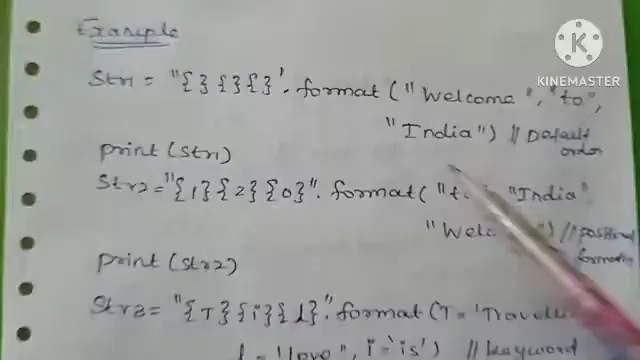 Example
KINEMASTER
Str1 = "{}{}{}'.format("Welcome", "to",
"India") // Default
order
print(Str1)
Str2="{1}{2}{0}".format( "India"
// positional
print(Str2)
Str3= "{T}{i}{l}".format(T=
l = 'love", i='is') // keyword